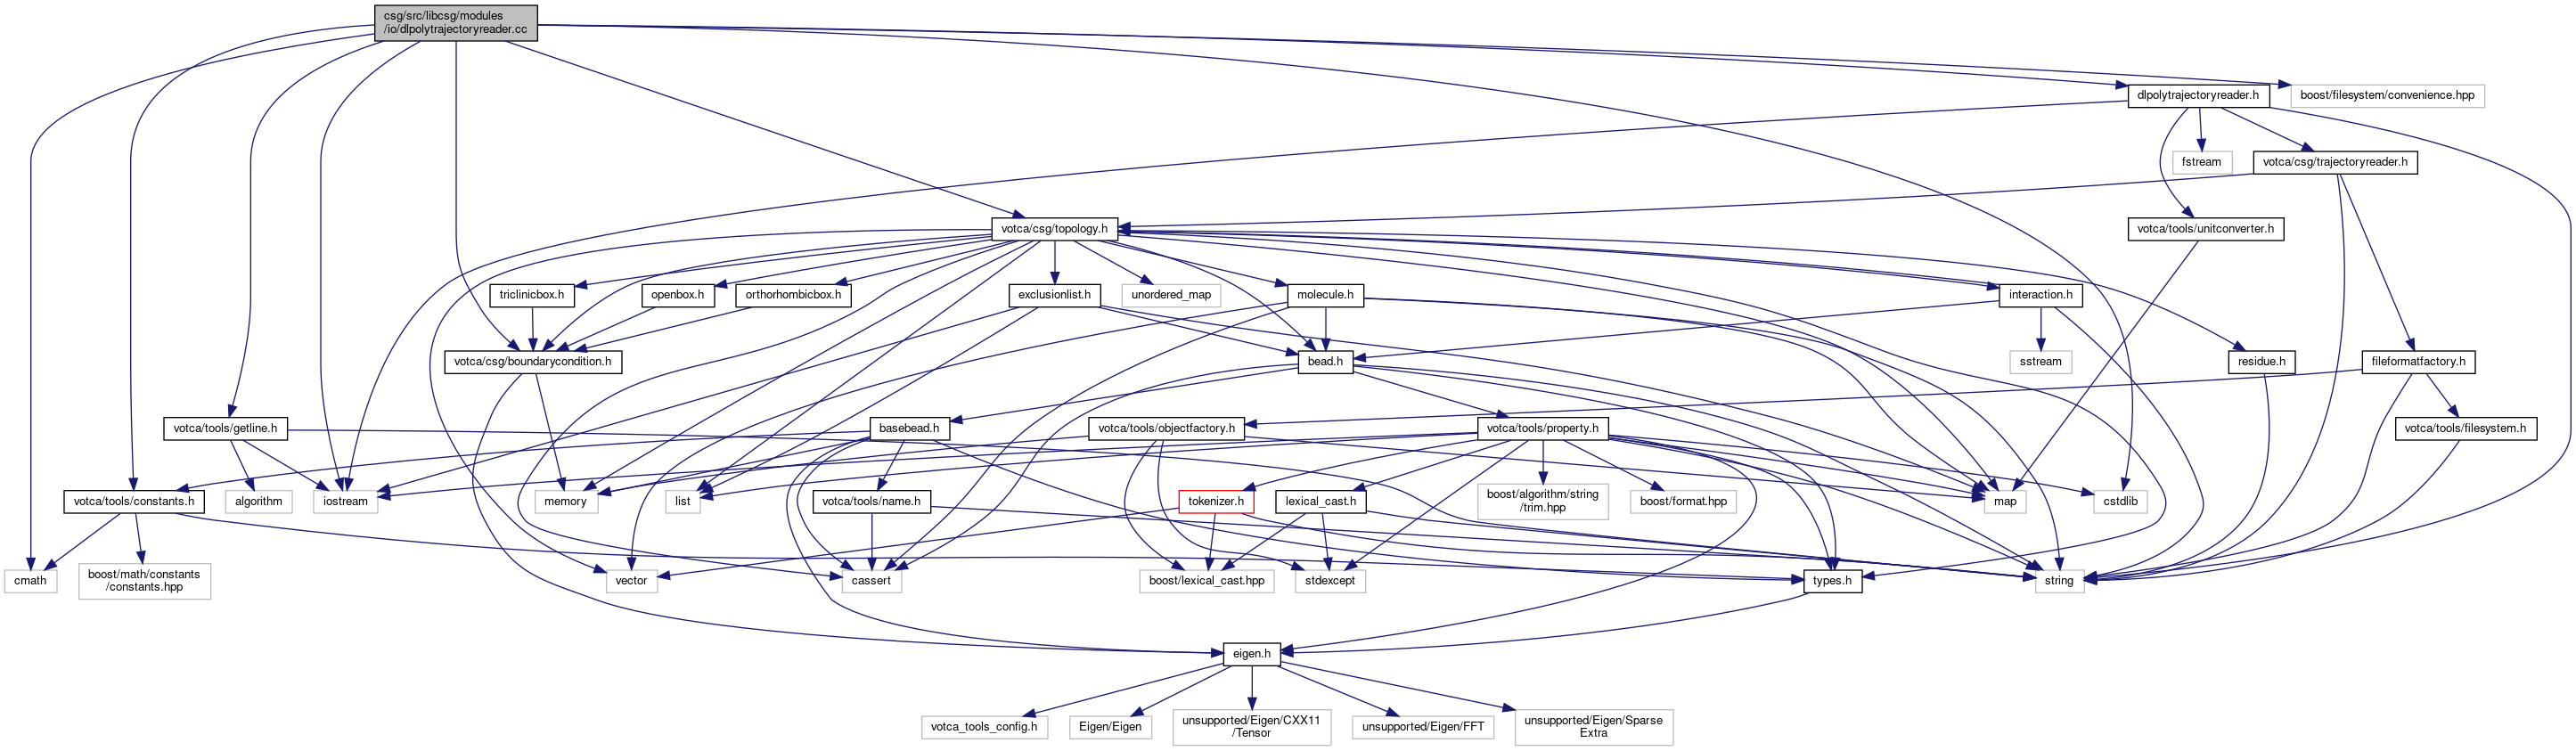 csg/src/libcsg/modules
/io/dlpolytrajectoryreader.cc
dlpolytrajectoryreader.h
boost/filesystem/convenience.hpp
fstream
votca/csg/trajectoryreader.h
votca/csg/topology.h
votca/tools/unitconverter.h
triclinicbox.h
openbox.h
orthorhombicbox.h
exclusionlist.h
unordered_map
molecule.h
interaction.h
votca/csg/boundarycondition.h
bead.h
sstream
residue.h
fileformatfactory.h
votca/tools/getline.h
basebead.h
votca/tools/objectfactory.h
votca/tools/property.h
votca/tools/filesystem.h
votca/tools/constants.h
algorithm
iostream
memory
list
votca/tools/name.h
tokenizer.h
lexical_cast.h
boost/algorithm/string
/trim.hpp
boost/format.hpp
map
cstdlib
cmath
boost/math/constants
/constants.hpp
vector
cassert
boost/lexical_cast.hpp
stdexcept
types.h
string
eigen.h
votca_tools_config.h
Eigen/Eigen
unsupported/Eigen/CXX11
/Tensor
unsupported/Eigen/FFT
unsupported/Eigen/Sparse
Extra